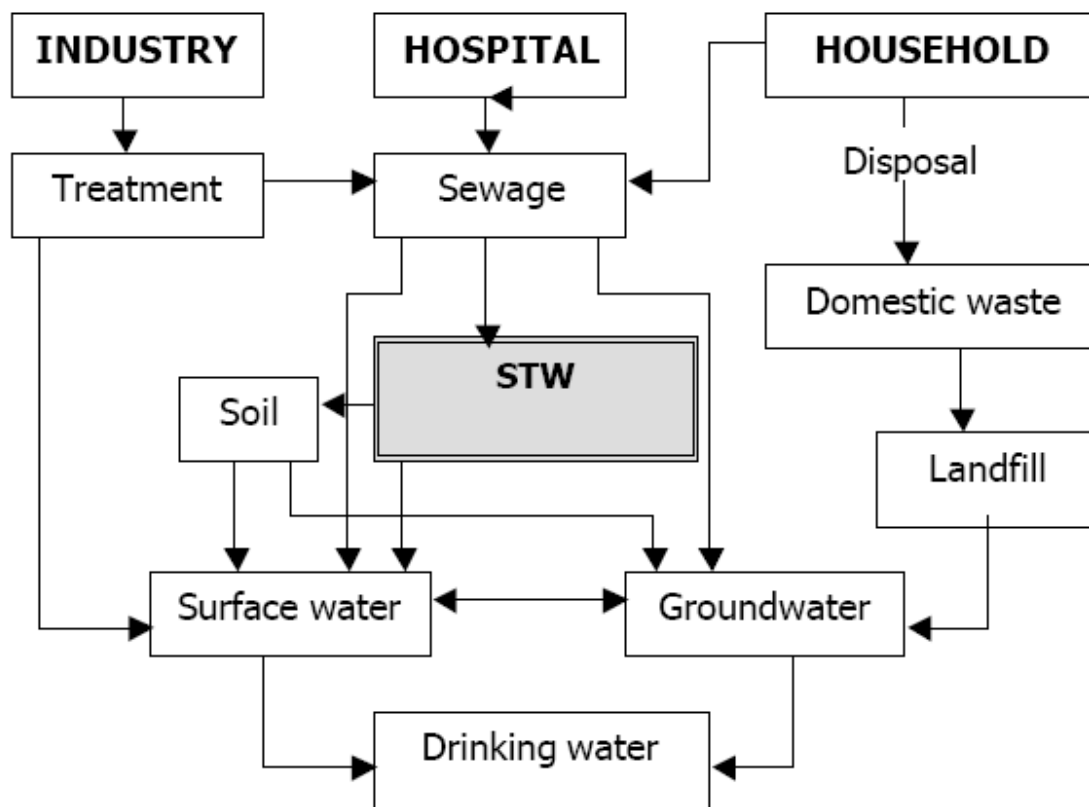 INDUSTRY
HOSPITAL
HOUSEHOLD
Treatment
Sewage
Disposal
Domestic waste
STW
Soil
Landfill
Surface water
Groundwater
Drinking water